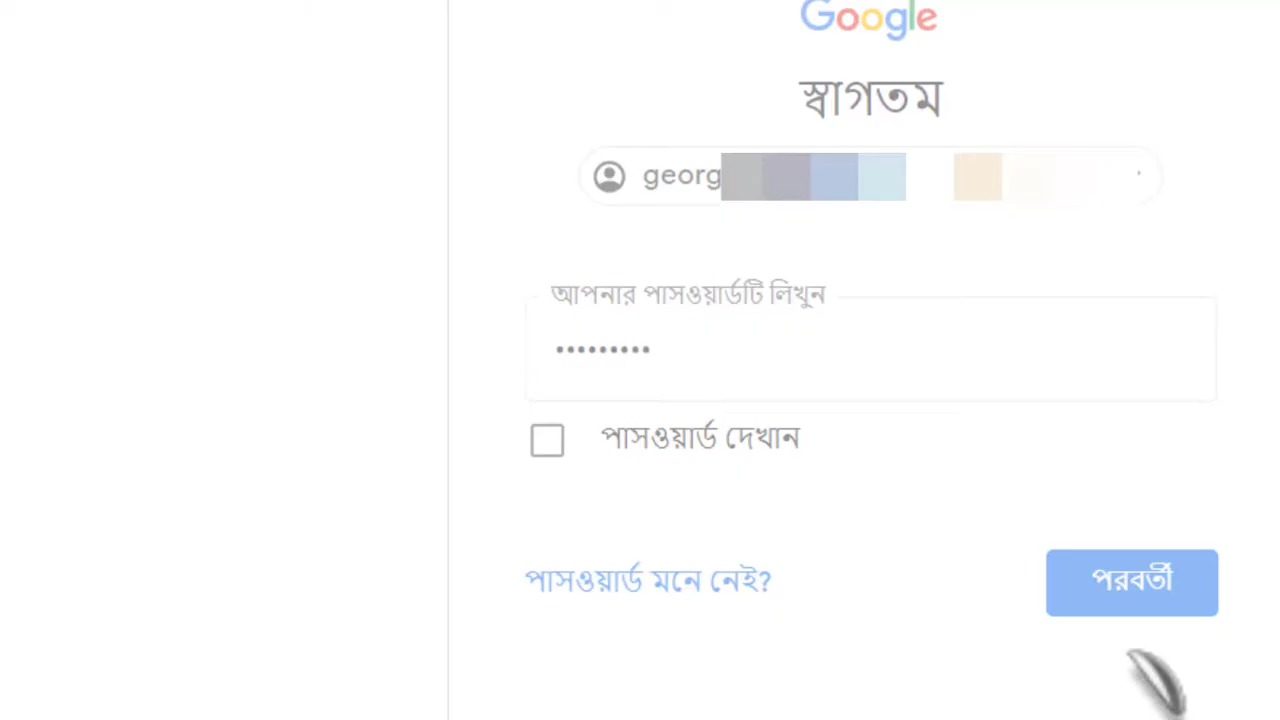 Google
স্বাগতম
georg
আপনার পাসওয়ার্ডটি লিখুন
•••••••••
পাসওয়ার্ড দেখান
পাসওয়ার্ড মনে নেই?
পরবর্তী